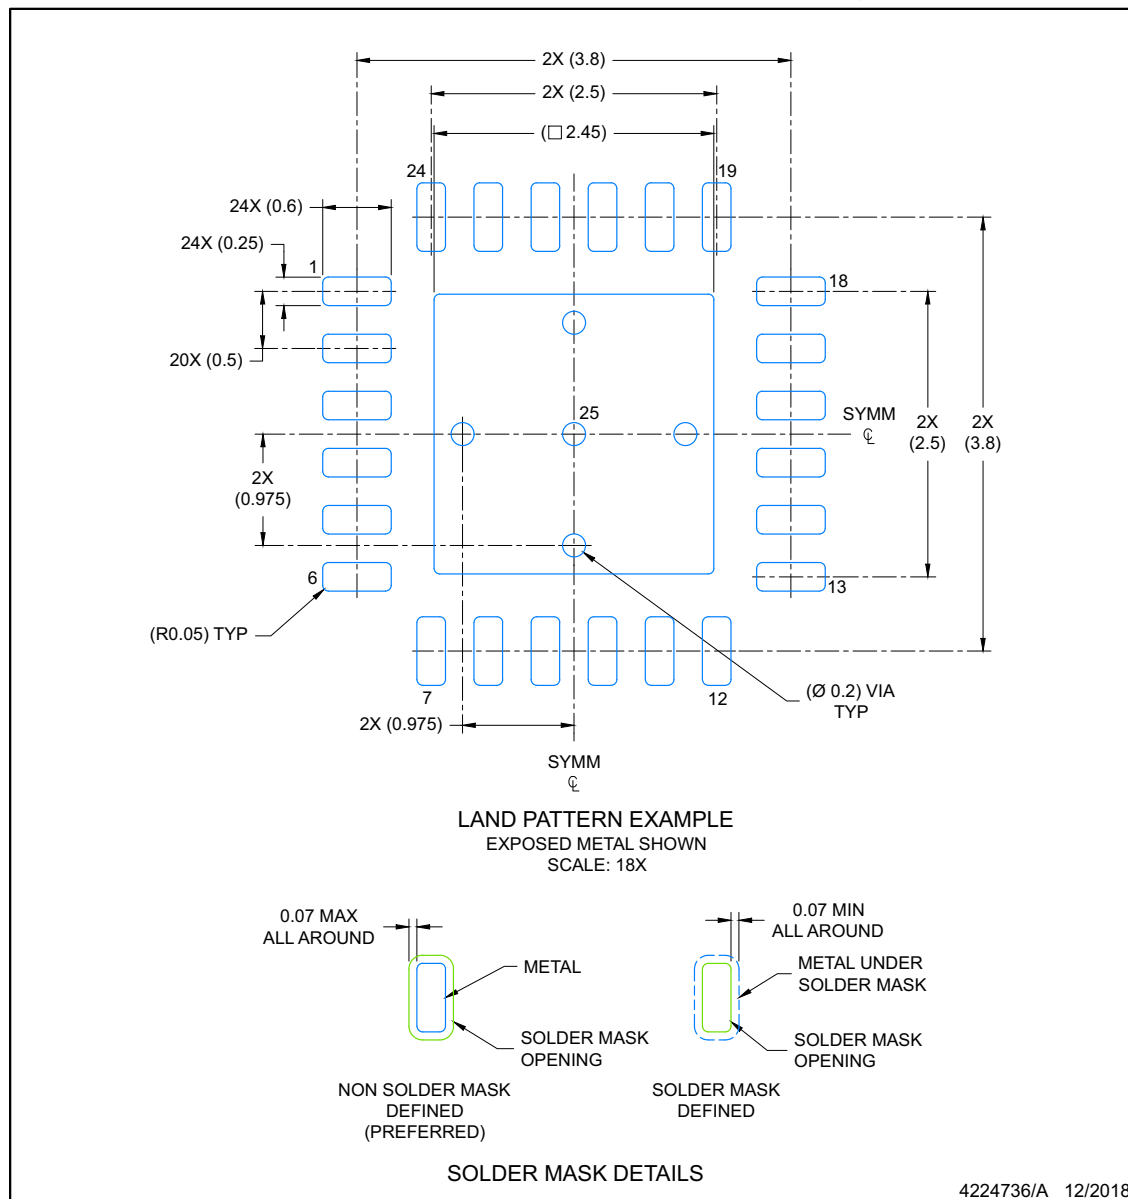 2X (3.8)
2X (2.5)
(□ 2.45)
24
19
24X (0.6)
24X (0.25)
1
18
20X (0.5)
25
SYMM
℄
2X
(2.5)
2X
(3.8)
2X
(0.975)
6
13
(R0.05) TYP
7
12
(Ø 0.2) VIA
TYP
2X (0.975)
SYMM
℄
LAND PATTERN EXAMPLE
EXPOSED METAL SHOWN
SCALE: 18X
0.07 MAX
ALL AROUND
METAL
SOLDER MASK
OPENING
NON SOLDER MASK
DEFINED
(PREFERRED)
0.07 MIN
ALL AROUND
METAL UNDER
SOLDER MASK
SOLDER MASK
OPENING
SOLDER MASK
DEFINED
SOLDER MASK DETAILS
4224736/A 12/2018